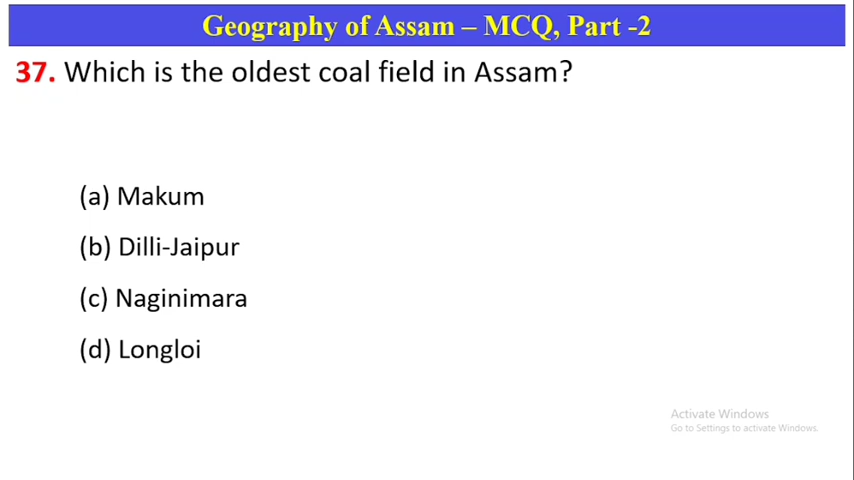 Geography of Assam – MCQ, Part -2
37. Which is the oldest coal field in Assam?
(a) Makum
(b) Dilli-Jaipur
(c) Naginimara
(d) Longloi
Activate Windows
Go to Settings to activate Windows.